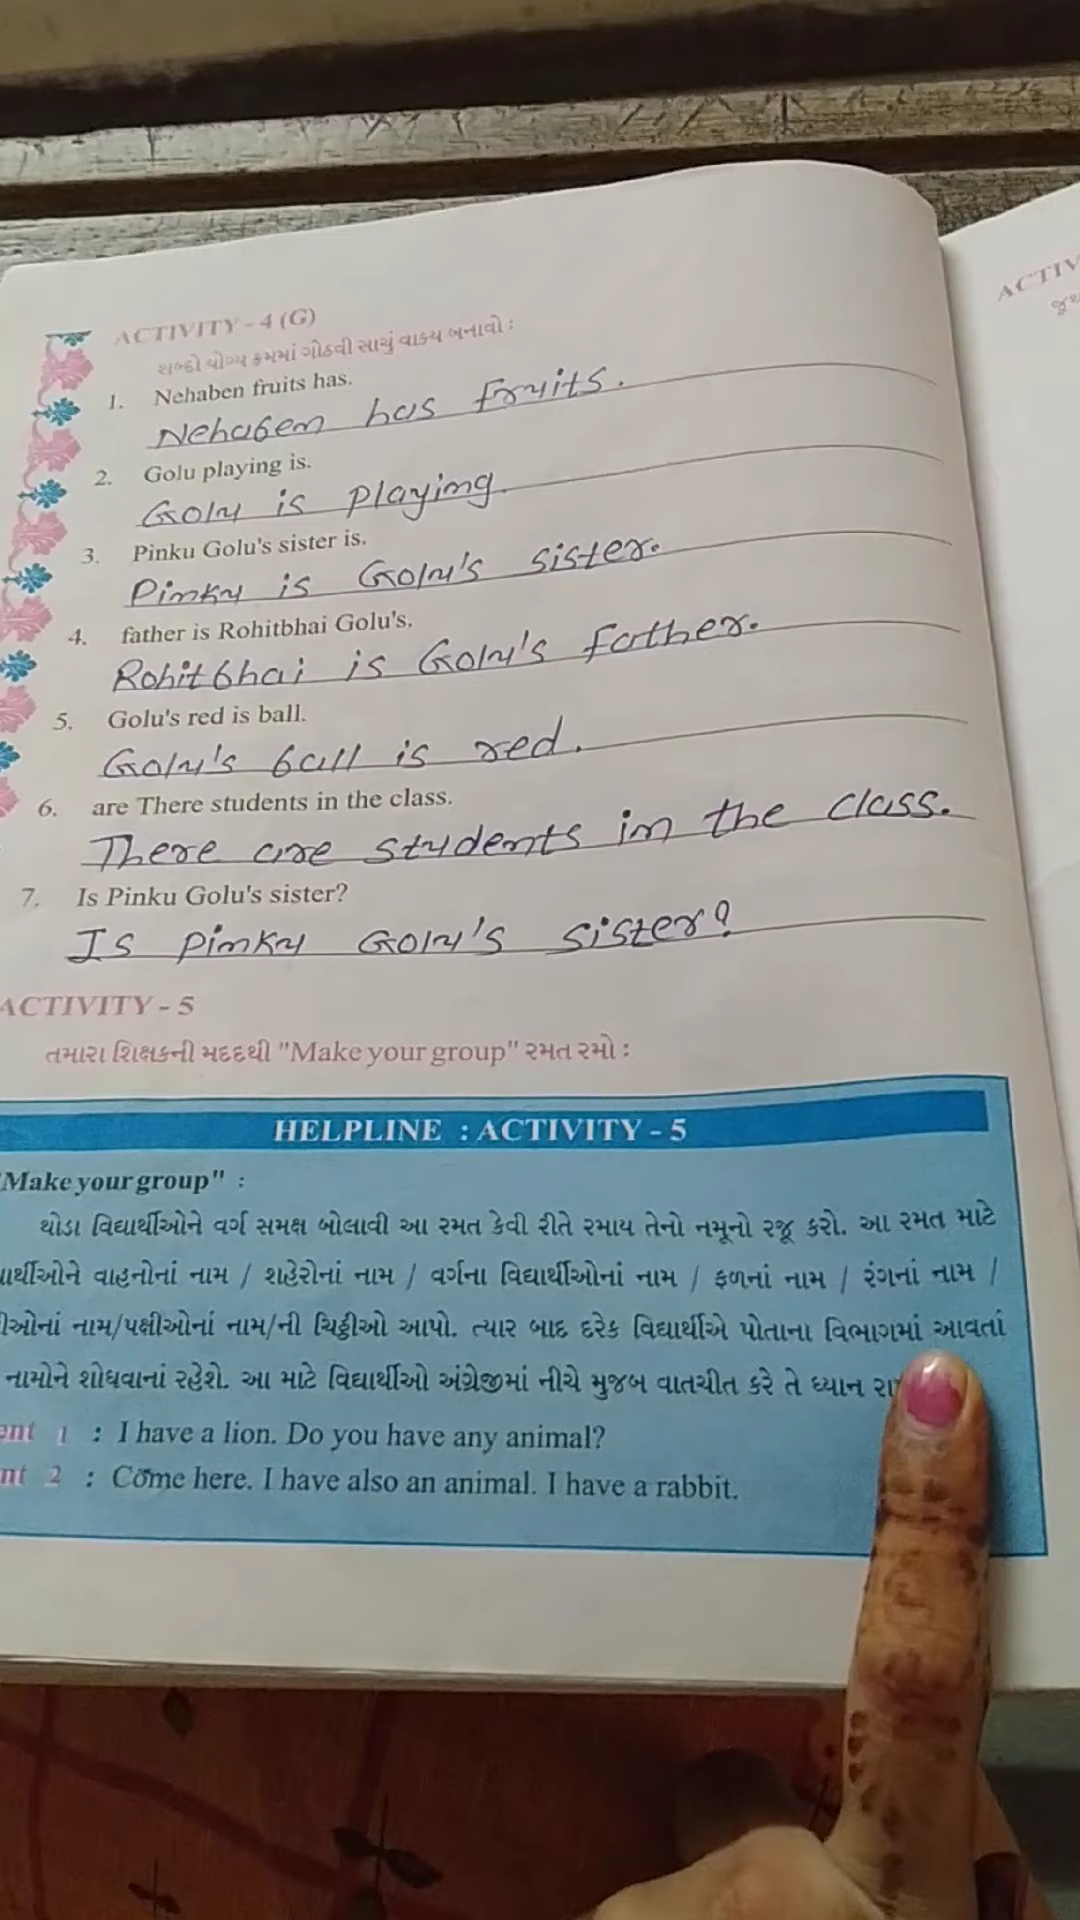 ACTIVITY - 4 (G)
શબ્દો યોગ્ય ક્રમમાં ગોઠવી સાચું વાક્ય બનાવો :
1. Nehaben fruits has.
Nehaben has fruits.
2. Golu playing is.
Golu is playing.
3. Pinku Golu's sister is.
Pinku is Golu's sister.
4. father is Rohitbhai Golu's.
Rohitbhai is Golu's father.
5. Golu's red is ball.
Golu's ball is red.
6. are There students in the class.
There are students in the class.
7. Is Pinku Golu's sister?
Is Pinku Golu's sister?
ACTIVITY - 5
તમારા શિક્ષકની મદદથી "Make your group" રમત રમો :
HELPLINE : ACTIVITY - 5
"Make your group" :
થોડા વિદ્યાર્થીઓને વર્ગ સમક્ષ બોલાવી આ રમત કેવી રીતે રમાય તેનો નમૂનો રજૂ કરો. આ રમત માટે
વાહનોનાં નામ / શહેરોનાં નામ / વર્ગના વિદ્યાર્થીઓનાં નામ / ફળનાં નામ / રંગનાં નામ /
નામ/પક્ષીઓનાં નામ/ની ચિઠ્ઠીઓ આપો. ત્યાર બાદ દરેક વિદ્યાર્થીએ પોતાના વિભાગમાં આવતાં
નામોને શોધવાનાં રહેશે. આ માટે વિદ્યાર્થીઓ અંગ્રેજીમાં નીચે મુજબ વાતચીત કરે તે ધ્યાન
1 : I have a lion. Do you have any animal?
2 : Come here. I have also an animal. I have a rabbit.